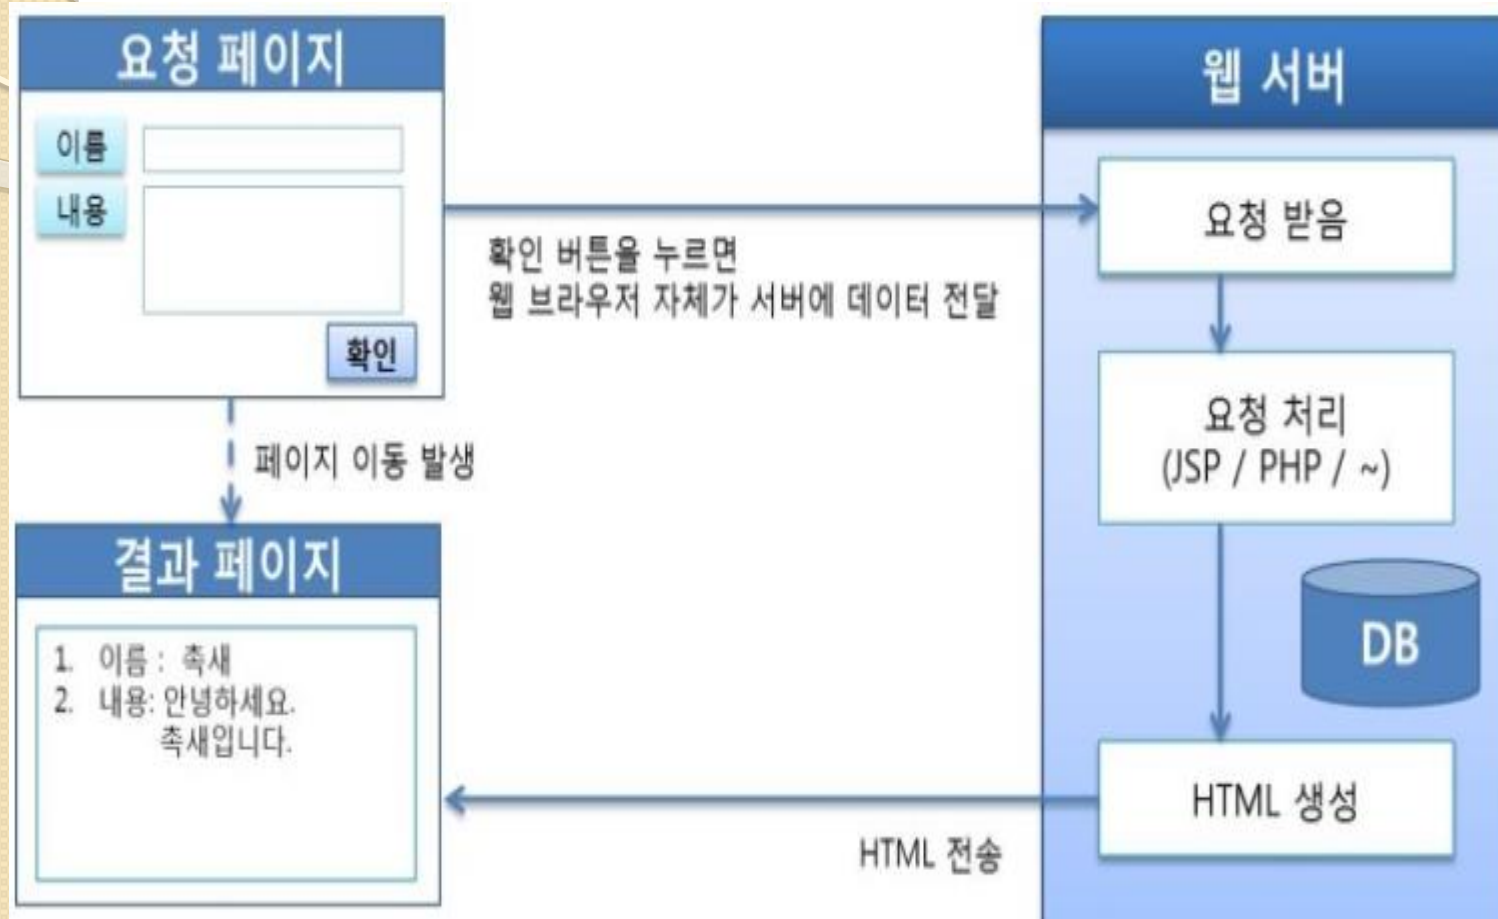 요청 페이지
이름
내용
확인
확인 버튼을 누르면
웹 브라우저 자체가 서버에 데이터 전달
페이지 이동 발생
결과 페이지
1. 이름 : 촉새
2. 내용: 안녕하세요.
촉새입니다.
웹 서버
요청 받음
요청 처리
(JSP / PHP / ~)
DB
HTML 생성
HTML 전송